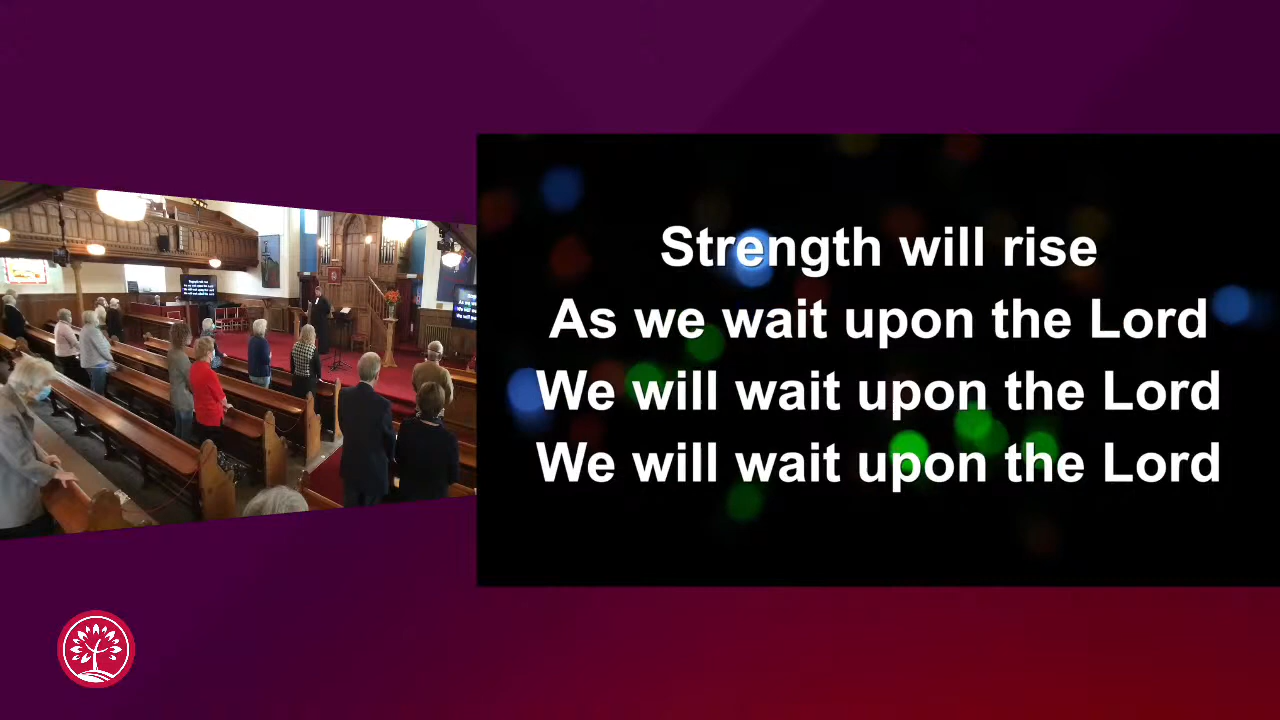 Strength will rise
As we wait upon the Lord
We will wait upon the Lord
We will wait upon the Lord